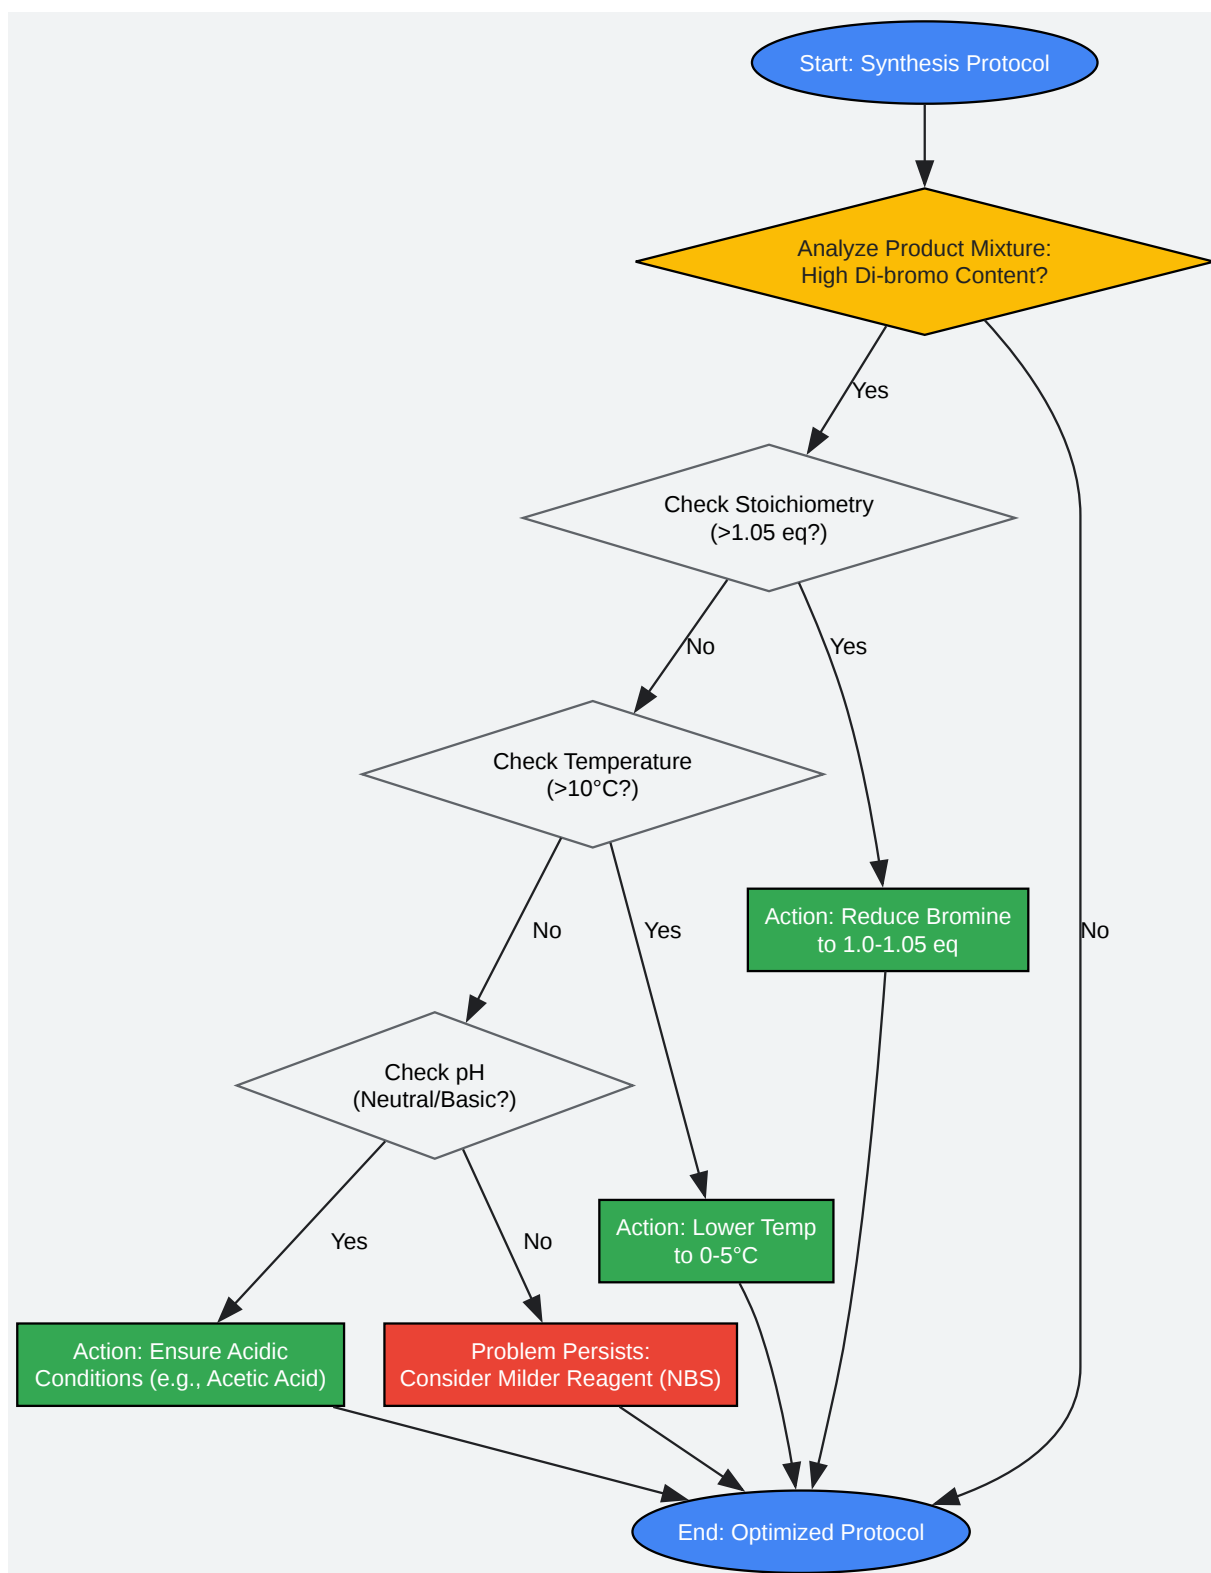 Start: Synthesis Protocol
Analyze Product Mixture:
High Di-bromo Content?
Yes
Check Stoichiometry
(>1.05 eq?)
No
Yes
Check Temperature
(>10°C?)
Action: Reduce Bromine
to 1.0-1.05 eq
No
Yes
No
Check pH
(Neutral/Basic?)
Yes
No
Action: Lower Temp
to 0-5°C
Action: Ensure Acidic
Conditions (e.g., Acetic Acid)
Problem Persists:
Consider Milder Reagent (NBS)
End: Optimized Protocol